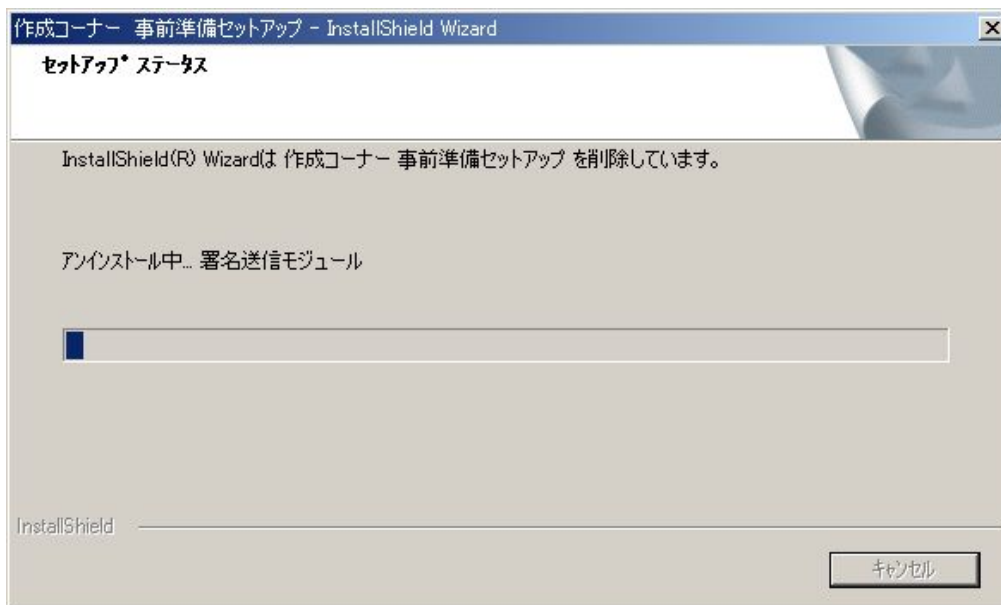 作成コーナー 事前準備セットアップ - InstallShield Wizard
セットアップ ステータス
InstallShield(R) Wizardは 作成コーナー 事前準備セットアップ を削除しています。
アンインストール中... 署名送信モジュール
InstallShield
キャンセル